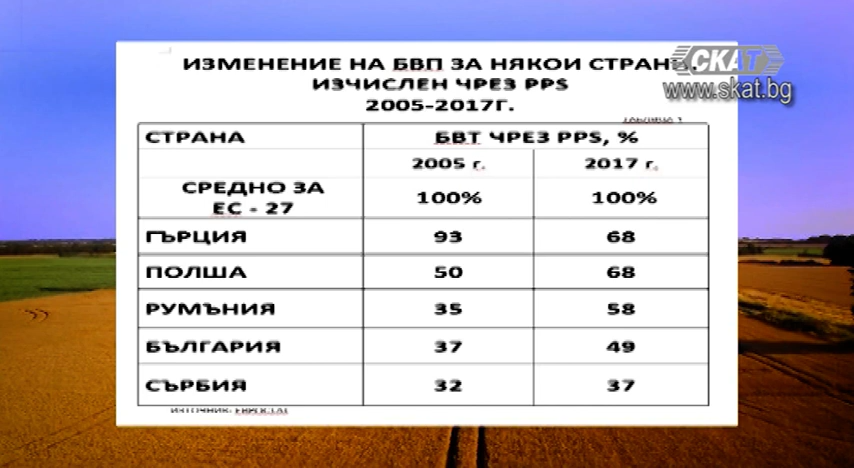 ИЗМЕНЕНИЕ НА БВП ЗА НЯКОИ СТРАНИ,
ИЗЧИСЛЕН ЧРЕЗ PPS
2005-2017Г.
СКАТ
www.skat.bg
СТРАНА БВТ ЧРЕЗ PPS, %
2005 г. 2017 г.
СРЕДНО ЗА
ЕС - 27 100% 100%
ГЪРЦИЯ 93 68
ПОЛША 50 68
РУМЪНИЯ 35 58
БЪЛГАРИЯ 37 49
СЪРБИЯ 32 37
ИЗТОЧНИК: ЕВРОСТАТ